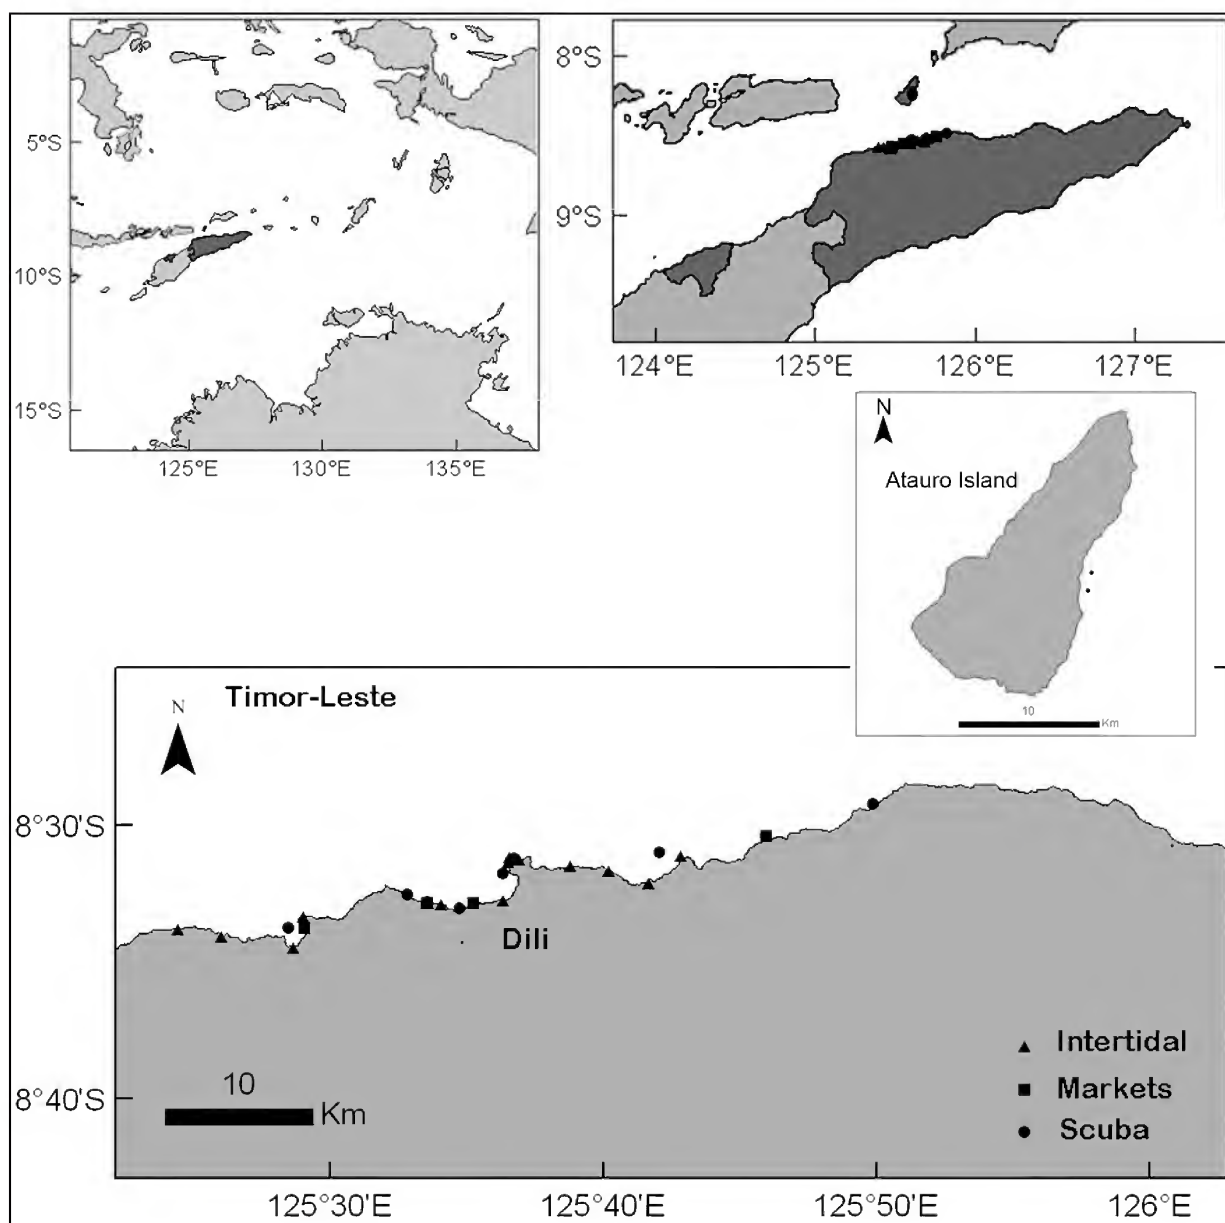 5°S
10°S
15°S
125°E
130°E
135°E
8°S
9°S
124°E
125°E
126°E
127°E
N
Atauro Island
10
Km
N
Timor-Leste
8°30'S
8°40'S
Dili
10
Km
Intertidal
Markets
Scuba
125°30'E
125°40'E
125°50'E
126°E